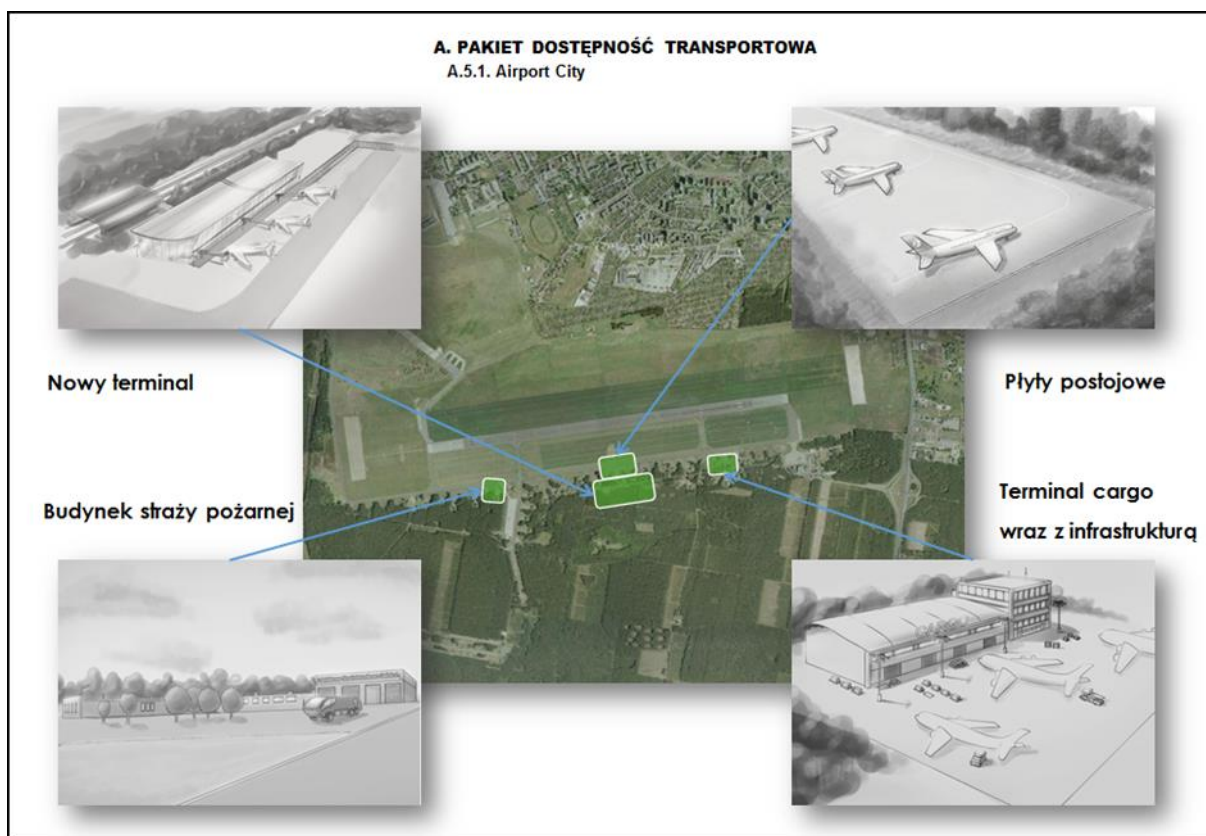 A. PAKIET DOSTĘPNOŚĆ TRANSPORTOWA
A.5.1. Airport City
Nowy terminal
Płyty postojowe
Budynek straży pożarnej
Terminal cargo
wraz z infrastrukturą